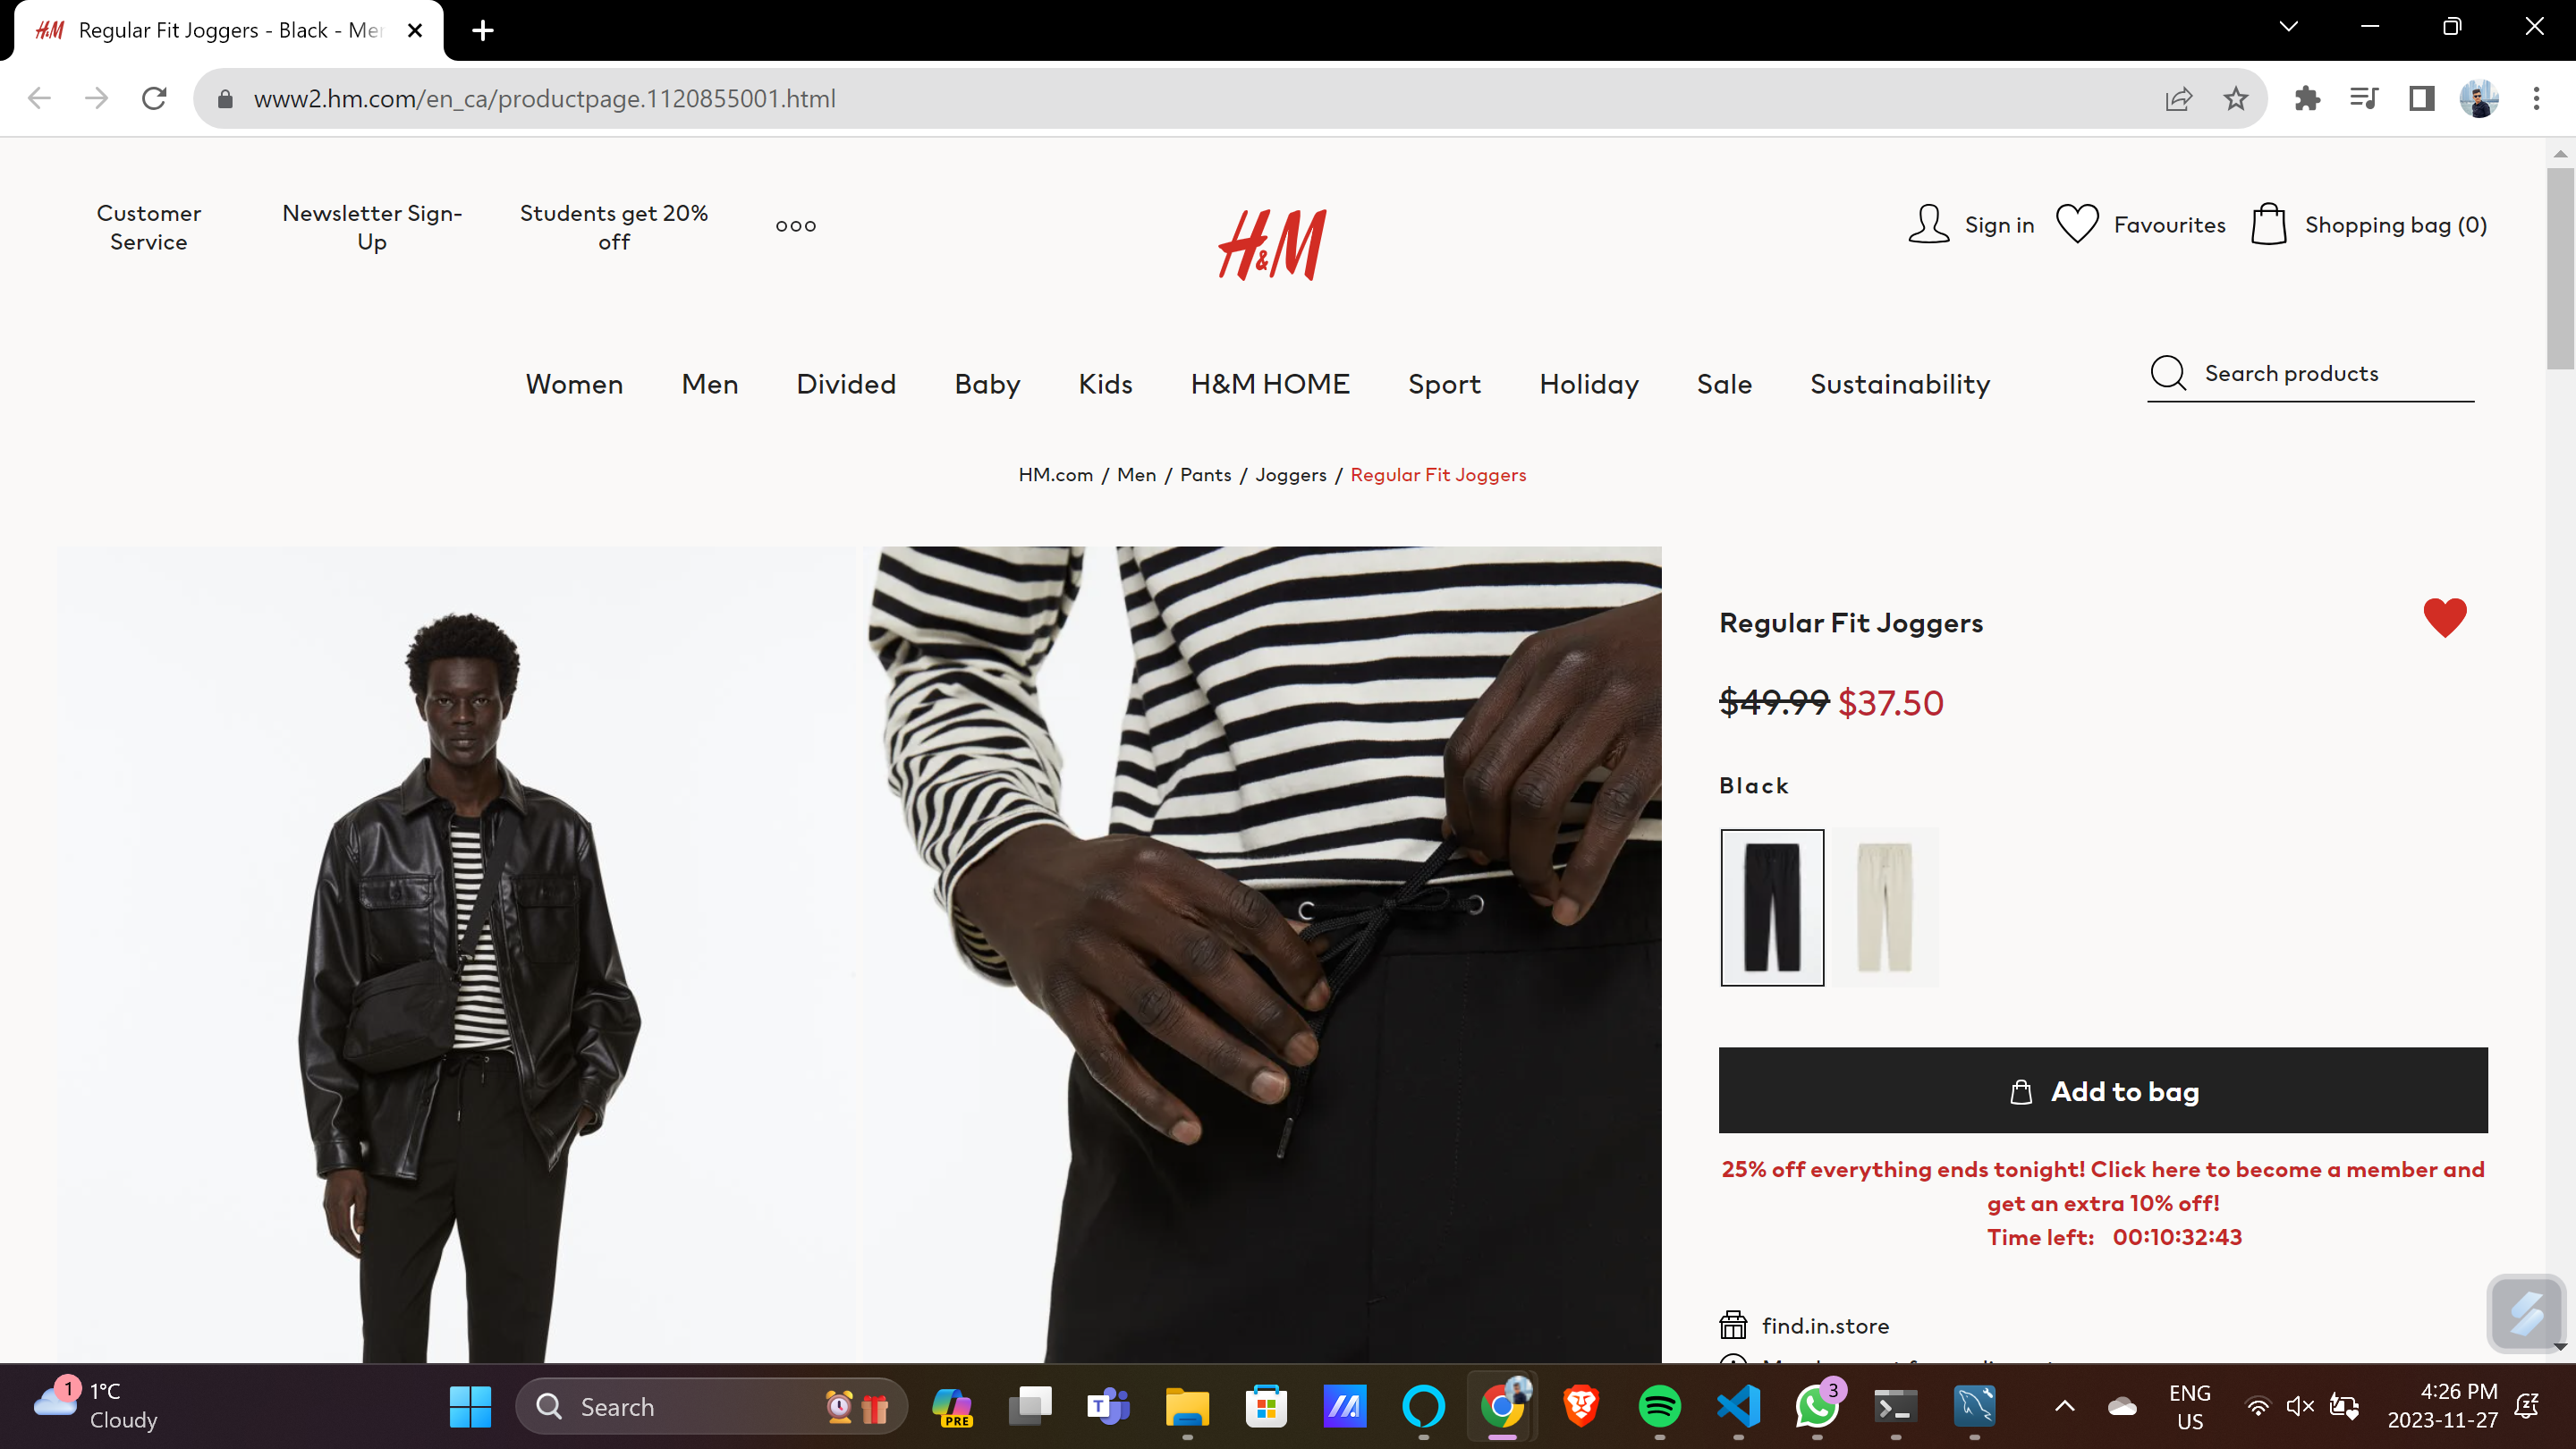 H&M Regular Fit Joggers - Black - Mer
www2.hm.com/en_ca/productpage.1120855001.html
Customer
Service
Newsletter Sign-
Up
Students get 20%
off
H&M
Sign in
Favourites
Shopping bag (0)
Women
Men
Divided
Baby
Kids
H&M HOME
Sport
Holiday
Sale
Sustainability
Search products
HM.com / Men / Pants / Joggers / Regular Fit Joggers
Regular Fit Joggers
$49.99 $37.50
Black
Add to bag
25% off everything ends tonight! Click here to become a member and
get an extra 10% off!
Time left: 00:10:32:43
find.in.store
1
1°C
Cloudy
Search
PRE
T
3
ENG
US
4:26 PM
2023-11-27